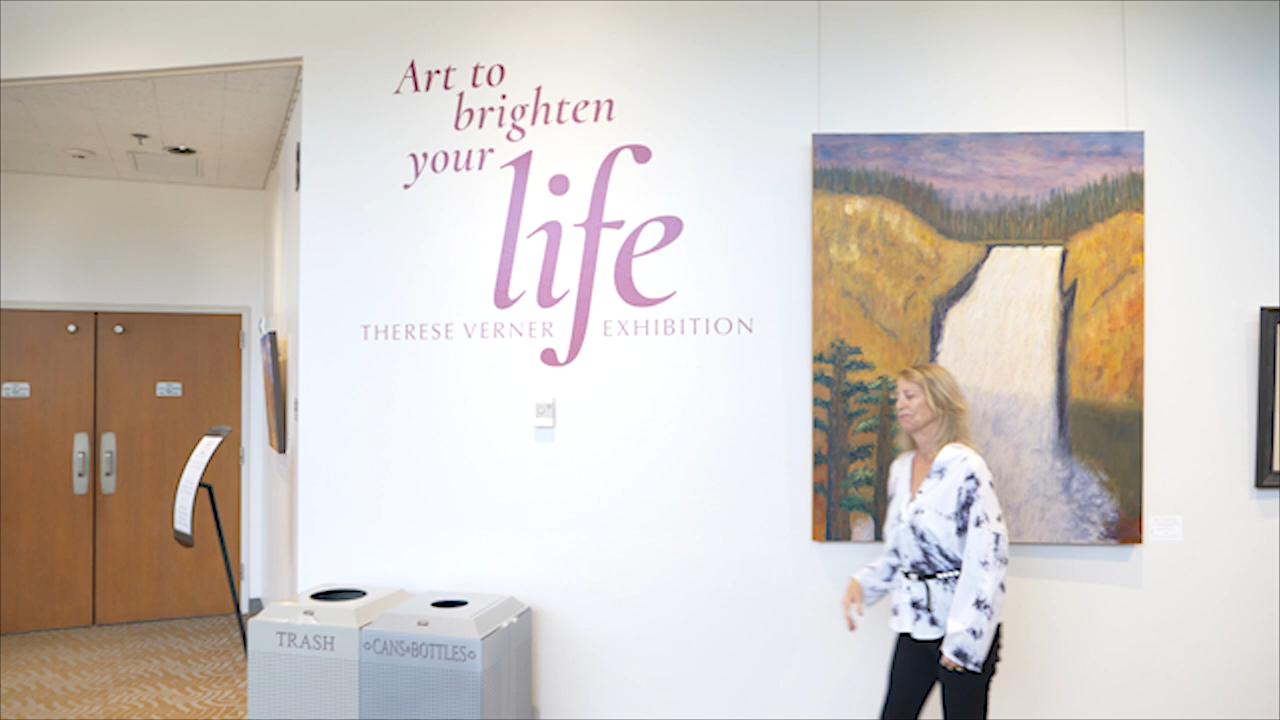 Art to
brighten
your life
THERESE VERNER EXHIBITION
TRASH
CANS&BOTTLES